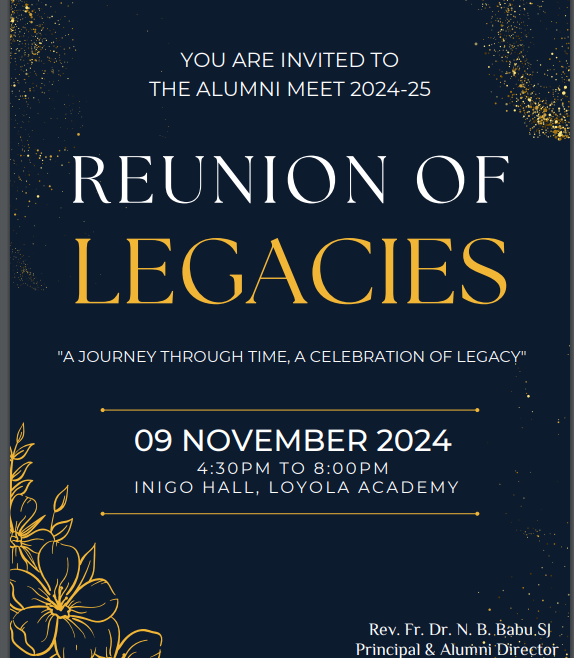 YOU ARE INVITED TO
THE ALUMNI MEET 2024-25
REUNION OF
LEGACIES
"A JOURNEY THROUGH TIME, A CELEBRATION OF LEGACY"
09 NOVEMBER 2024
4:30PM TO 8:00PM
INIGO HALL, LOYOLA ACADEMY
Rev. Fr. Dr. N. B. Babu SJ
Principal & Alumni Director